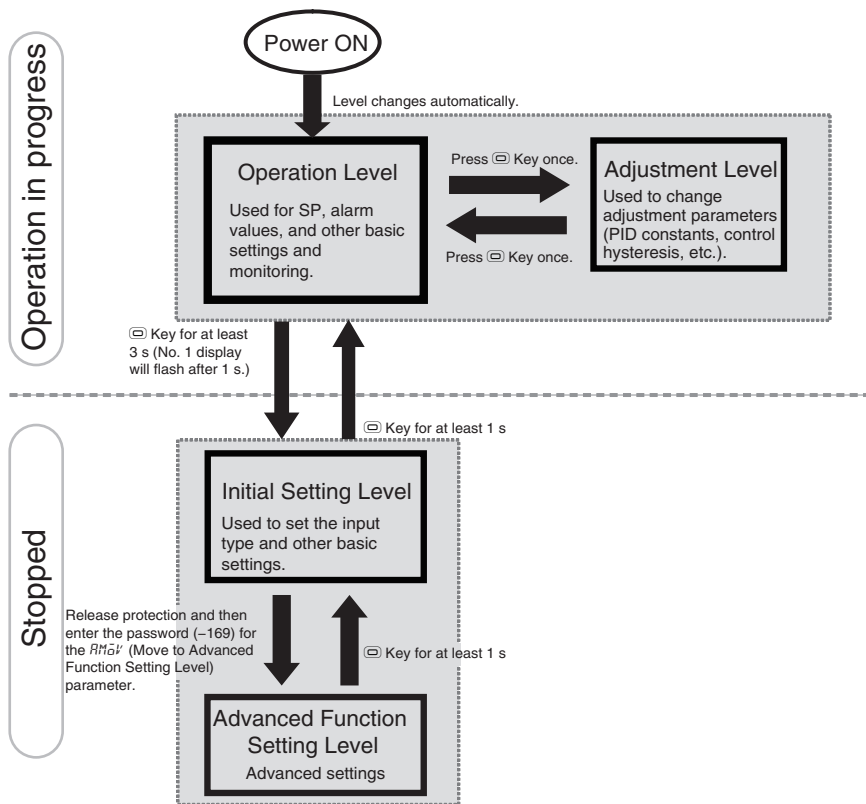 Operation in progress
Power ON
Level changes automatically.
Operation Level
Used for SP, alarm
values, and other basic
settings and
monitoring.
Press Key once.
Press Key once.
Adjustment Level
Used to change
adjustment parameters
(PID constants, control
hysteresis, etc.).
Key for at least
3 s (No. 1 display
will flash after 1 s.)
Key for at least 1 s
Stopped
Initial Setting Level
Used to set the input
type and other basic
settings.
Release protection and then
enter the password (−169) for
the AMOV (Move to Advanced
Function Setting Level)
parameter.
Key for at least 1 s
Advanced Function
Setting Level
Advanced settings